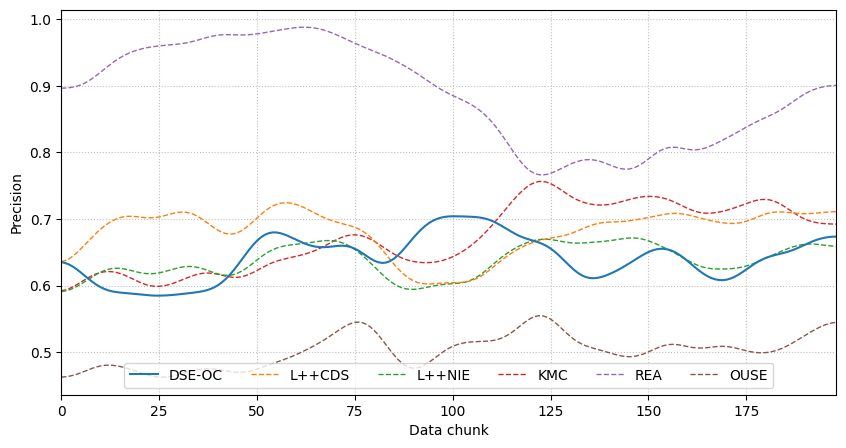 1.0
0.9
0.8
0.7
0.6
0.5
Precision
DSE-OC L++CDS L++NIE KMC REA OUSE
0 25 50 75 100 125 150 175
Data chunk